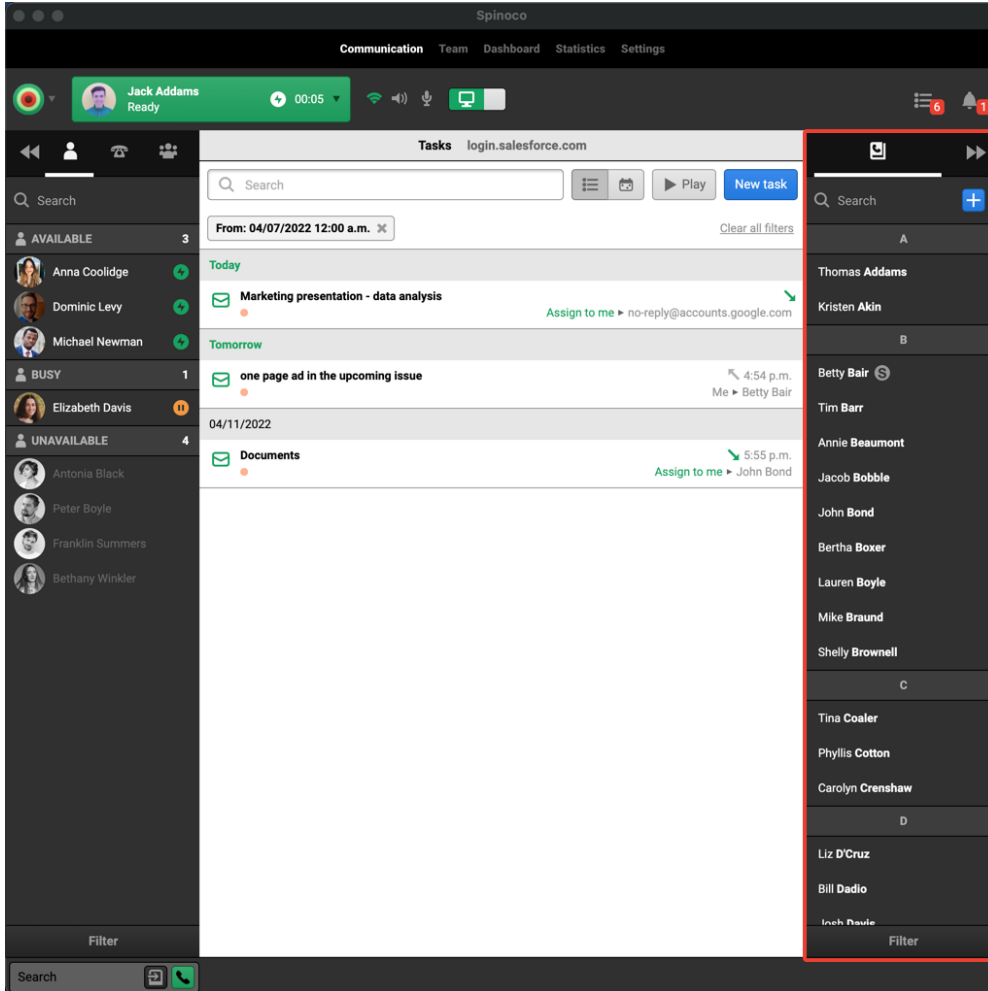 Spinoco
Communication Team Dashboard Statistics Settings
Jack Addams
Ready
00:05
6
1
Search
AVAILABLE 3
Anna Coolidge
Dominic Levy
Michael Newman
BUSY 1
Elizabeth Davis
UNAVAILABLE 4
Antonia Black
Peter Boyle
Franklin Summers
Bethany Winkler
Filter
Search
Tasks login.salesforce.com
Search
Play
New task
From: 04/07/2022 12:00 a.m.
Clear all filters
Today
Marketing presentation - data analysis
Assign to me ▸ no-reply@accounts.google.com
Tomorrow
one page ad in the upcoming issue
4:54 p.m.
Me ▸ Betty Bair
04/11/2022
Documents
5:55 p.m.
Assign to me ▸ John Bond
Search
A
Thomas Addams
Kristen Akin
B
Betty Bair S
Tim Barr
Annie Beaumont
Jacob Bobble
John Bond
Bertha Boxer
Lauren Boyle
Mike Braund
Shelly Brownell
C
Tina Coaler
Phyllis Cotton
Carolyn Crenshaw
D
Liz D'Cruz
Bill Dadio
Josh Davis
Filter